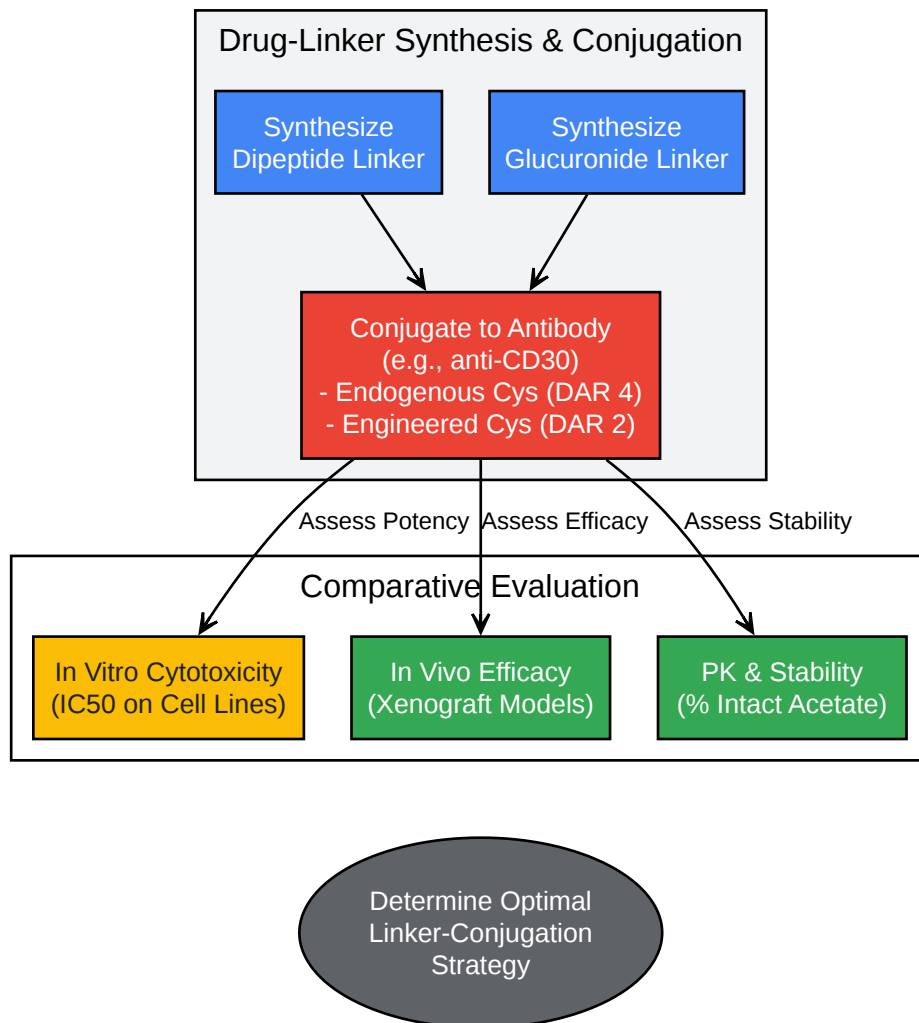 Drug-Linker Synthesis & Conjugation
Synthesize
Dipeptide Linker
Synthesize
Glucuronide Linker
Conjugate to Antibody
(e.g., anti-CD30)
- Endogenous Cys (DAR 4)
- Engineered Cys (DAR 2)
Assess Potency
Assess Efficacy
Assess Stability
Comparative Evaluation
In Vitro Cytotoxicity
(IC50 on Cell Lines)
In Vivo Efficacy
(Xenograft Models)
PK & Stability
(% Intact Acetate)
Determine Optimal
Linker-Conjugation
Strategy